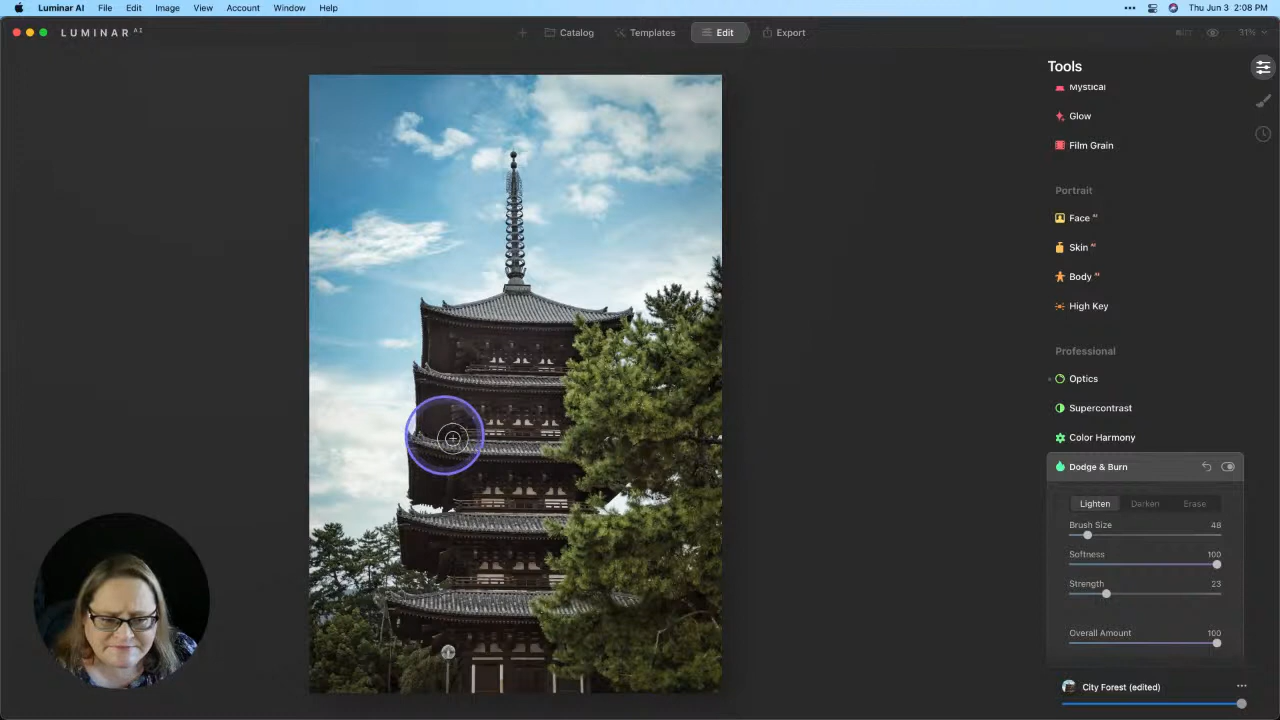 Luminar AI File Edit Image View Account Window Help Thu Jun 3 2:08 PM
LUMINAR AI Catalog Templates Edit Export 31%
Tools
Mystical
Glow
Film Grain
Portrait
Face AI
Skin AI
Body AI
High Key
Professional
Optics
Supercontrast
Color Harmony
Dodge & Burn
Lighten Darken Erase
Brush Size 48
Softness 100
Strength 23
Overall Amount 100
City Forest (edited)